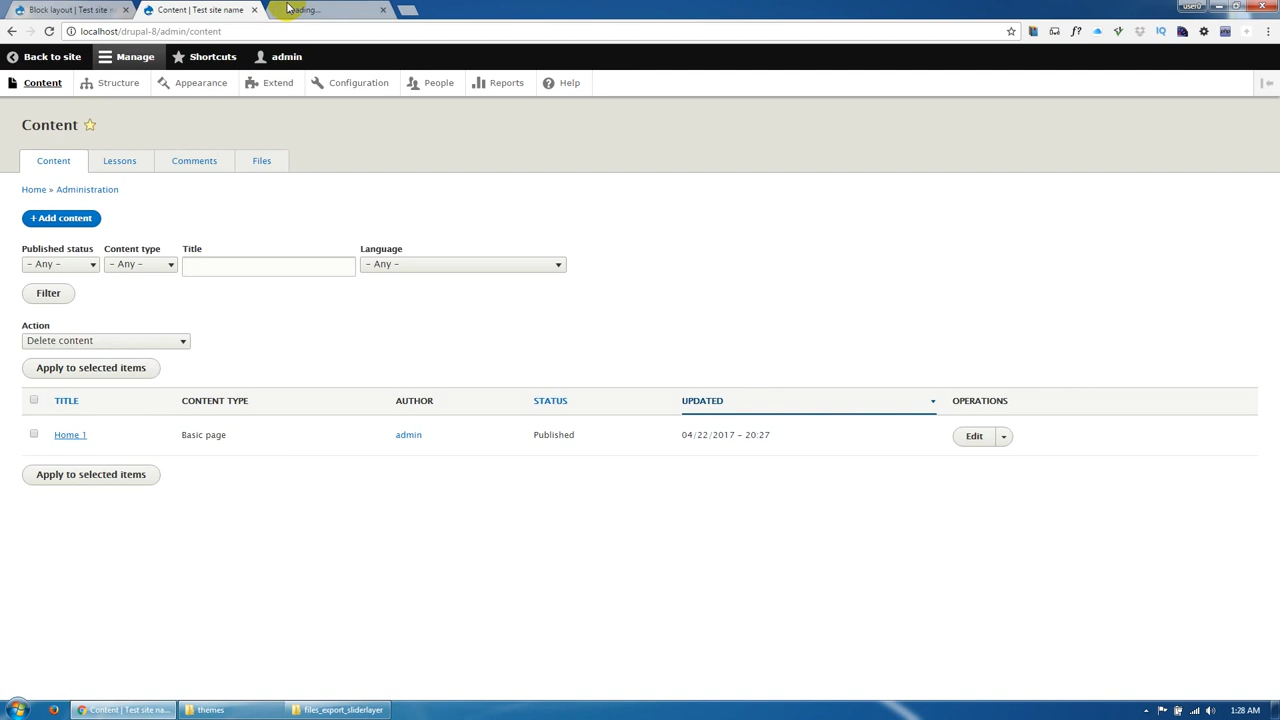 Block layout | Test site n
Content | Test site name
oading...
user0
localhost/drupal-8/admin/content
Back to site
Manage
Shortcuts
admin
Content
Structure
Appearance
Extend
Configuration
People
Reports
Help
Content
Content
Lessons
Comments
Files
Home » Administration
+ Add content
Published status
Content type
Title
Language
- Any -
- Any -
- Any -
Filter
Action
Delete content
Apply to selected items
TITLE
CONTENT TYPE
AUTHOR
STATUS
UPDATED
OPERATIONS
Home 1
Basic page
admin
Published
04/22/2017 - 20:27
Edit
Apply to selected items
Content | Test site na...
themes
files_export_sliderlayer
1:28 AM